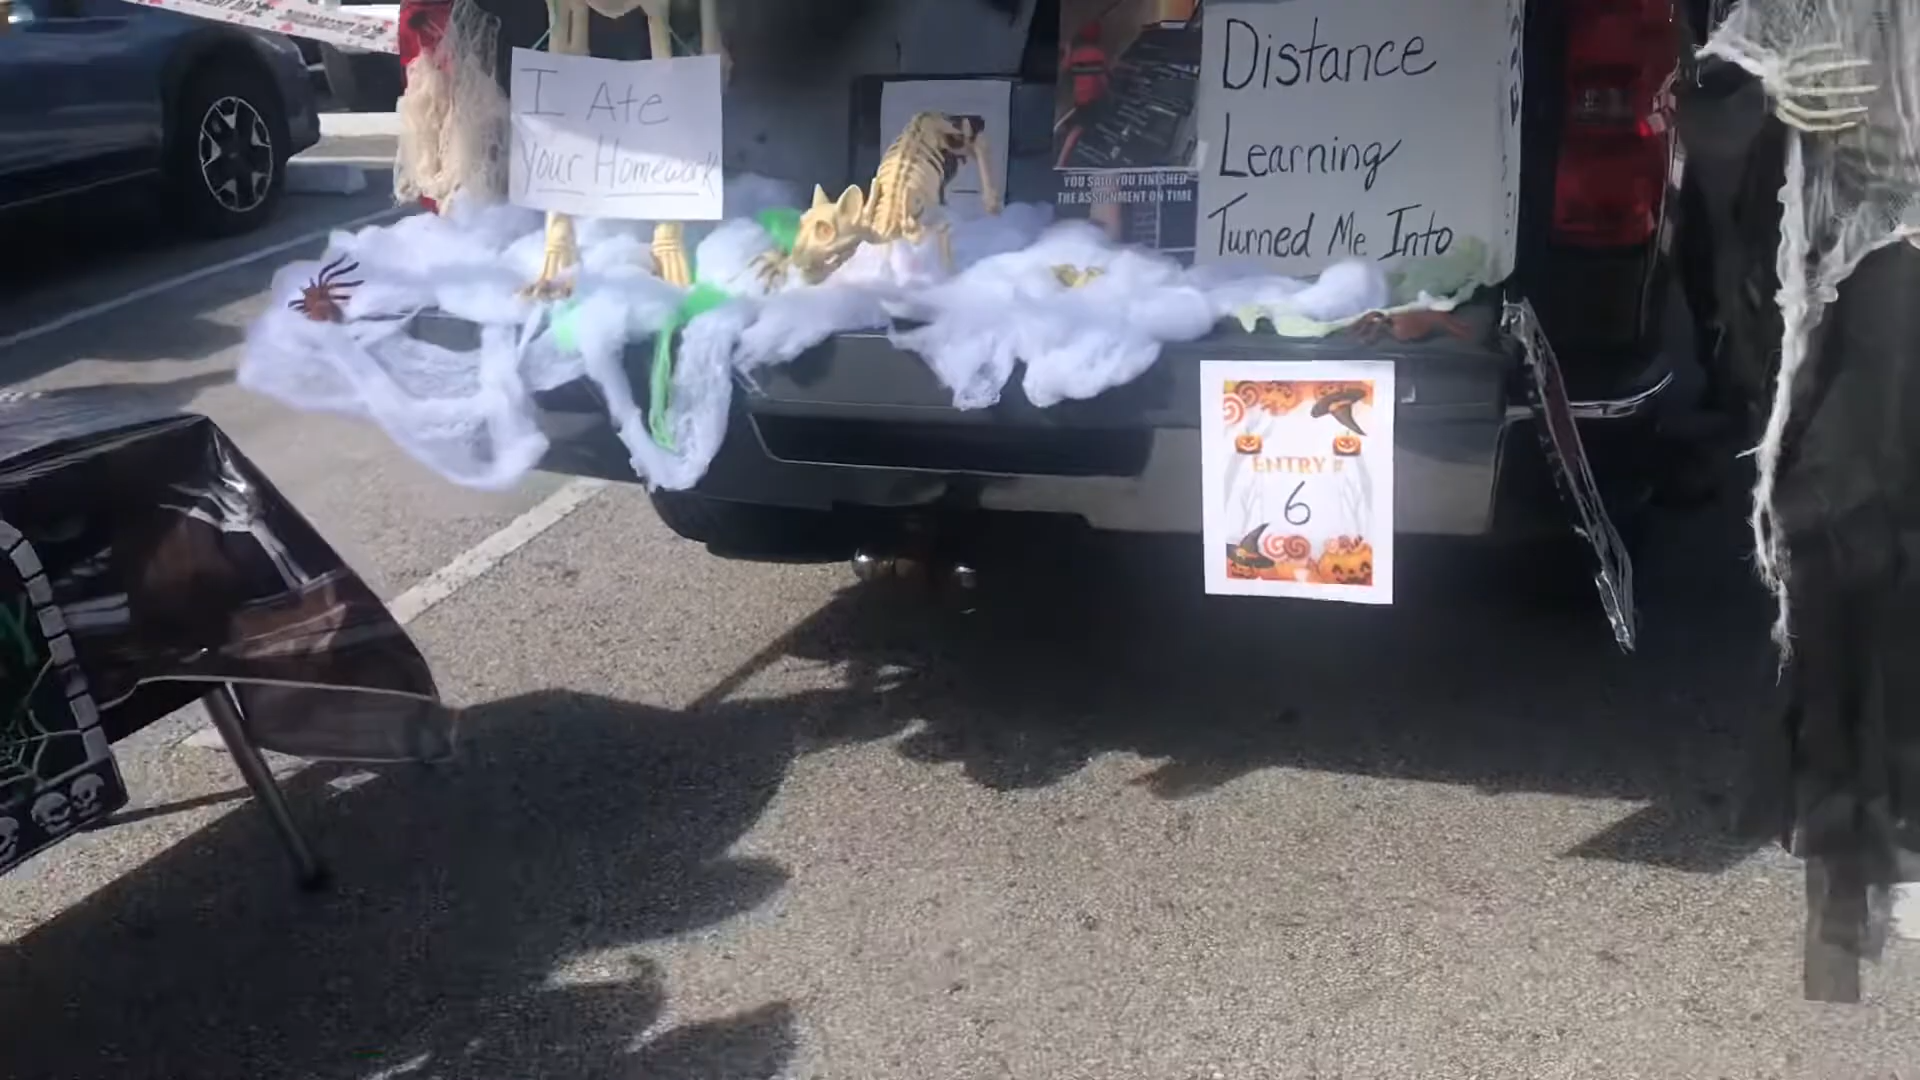 I Ate
your Homework
YOU SAID YOU FINISHED
THE ASSIGNMENT ON TIME
Distance
Learning
Turned Me Into
ENTRY #
6